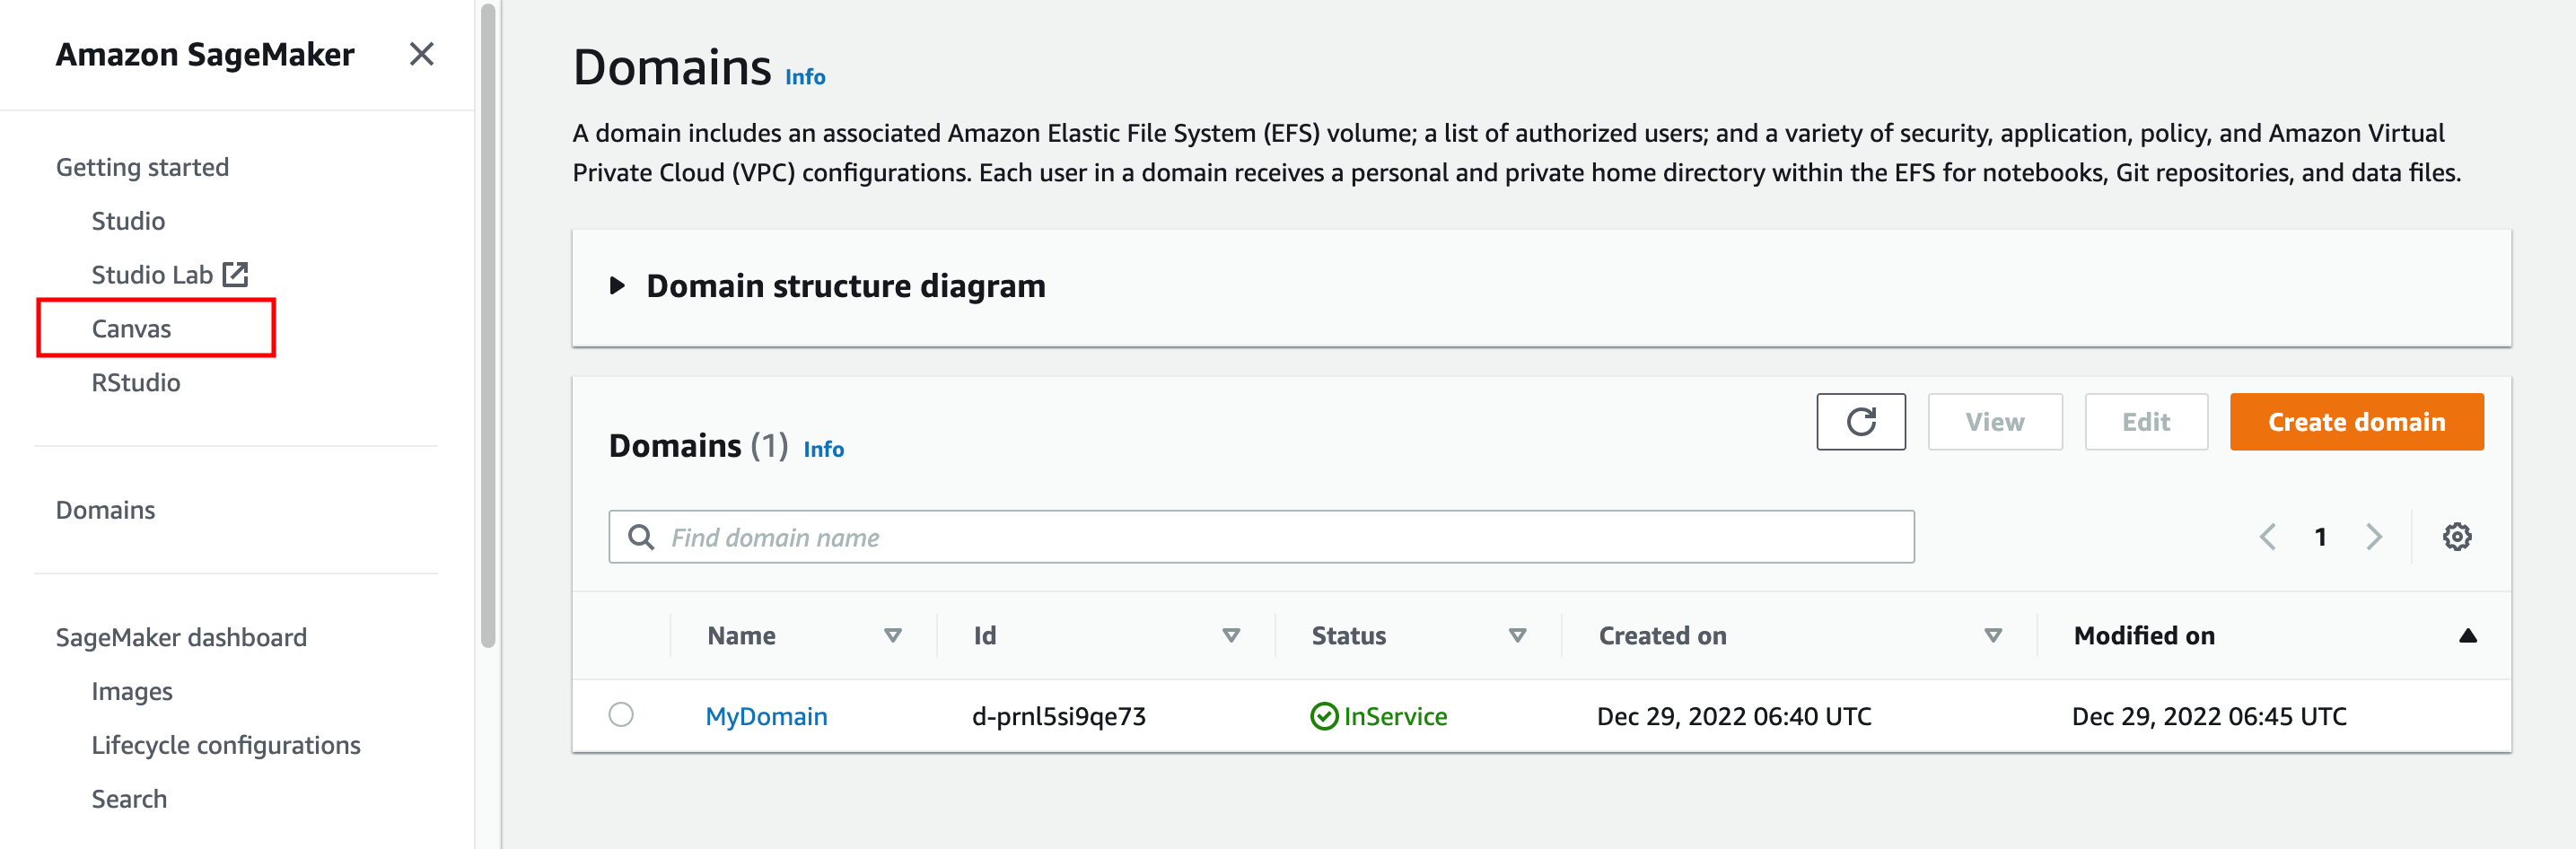 Amazon SageMaker
Getting started
Studio
Studio Lab
Canvas
RStudio
Domains
SageMaker dashboard
Images
Lifecycle configurations
Search
Domains Info
A domain includes an associated Amazon Elastic File System (EFS) volume; a list of authorized users; and a variety of security, application, policy, and Amazon Virtual
Private Cloud (VPC) configurations. Each user in a domain receives a personal and private home directory within the EFS for notebooks, Git repositories, and data files.
Domain structure diagram
Domains (1) Info
View Edit Create domain
Find domain name
1
Name Id Status Created on Modified on
MyDomain d-prnl5si9qe73 InService Dec 29, 2022 06:40 UTC Dec 29, 2022 06:45 UTC